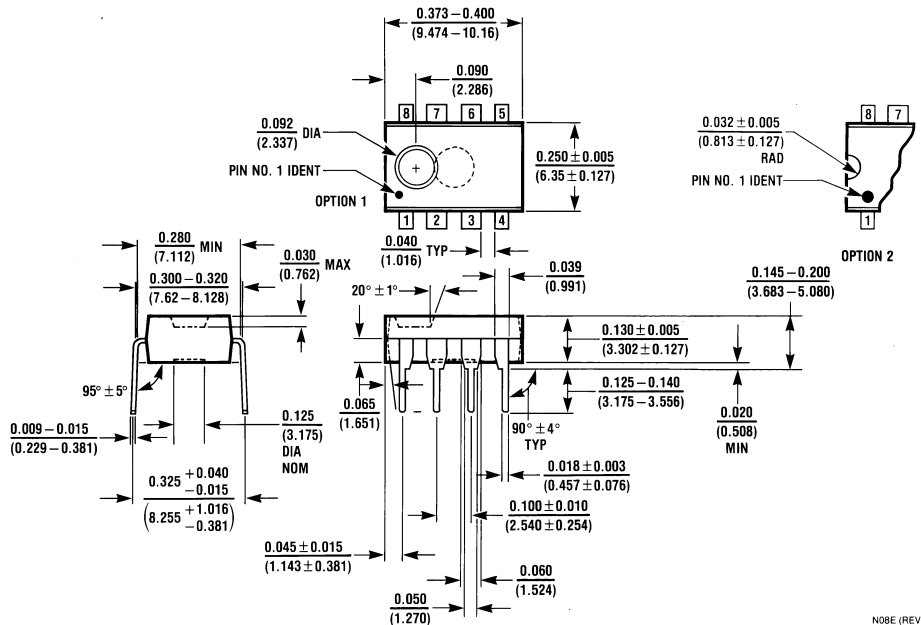 0.373 – 0.400
(9.474 – 10.16)
0.090
(2.286)
8 7 6 5
0.092 DIA
(2.337)
PIN NO. 1 IDENT
OPTION 1
0.250 ± 0.005
(6.35 ± 0.127)
1 2 3 4
8 7
0.032 ± 0.005
(0.813 ± 0.127)
RAD
PIN NO. 1 IDENT
1
OPTION 2
0.280 MIN
(7.112)
0.030 MAX
(0.762)
0.300 – 0.320
(7.62 – 8.128)
0.040 TYP
(1.016)
0.039
(0.991)
0.145 – 0.200
(3.683 – 5.080)
20° ± 1°
0.130 ± 0.005
(3.302 ± 0.127)
95° ± 5°
0.065
(1.651)
0.125 – 0.140
(3.175 – 3.556)
0.020
(0.508)
MIN
90° ± 4°
TYP
0.009 – 0.015
(0.229 – 0.381)
0.125
(3.175)
DIA
NOM
0.018 ± 0.003
(0.457 ± 0.076)
0.325 +0.040
−0.015
(8.255 +1.016
−0.381)
0.100 ± 0.010
(2.540 ± 0.254)
0.045 ± 0.015
(1.143 ± 0.381)
0.060
(1.524)
0.050
(1.270)
N08E (REV